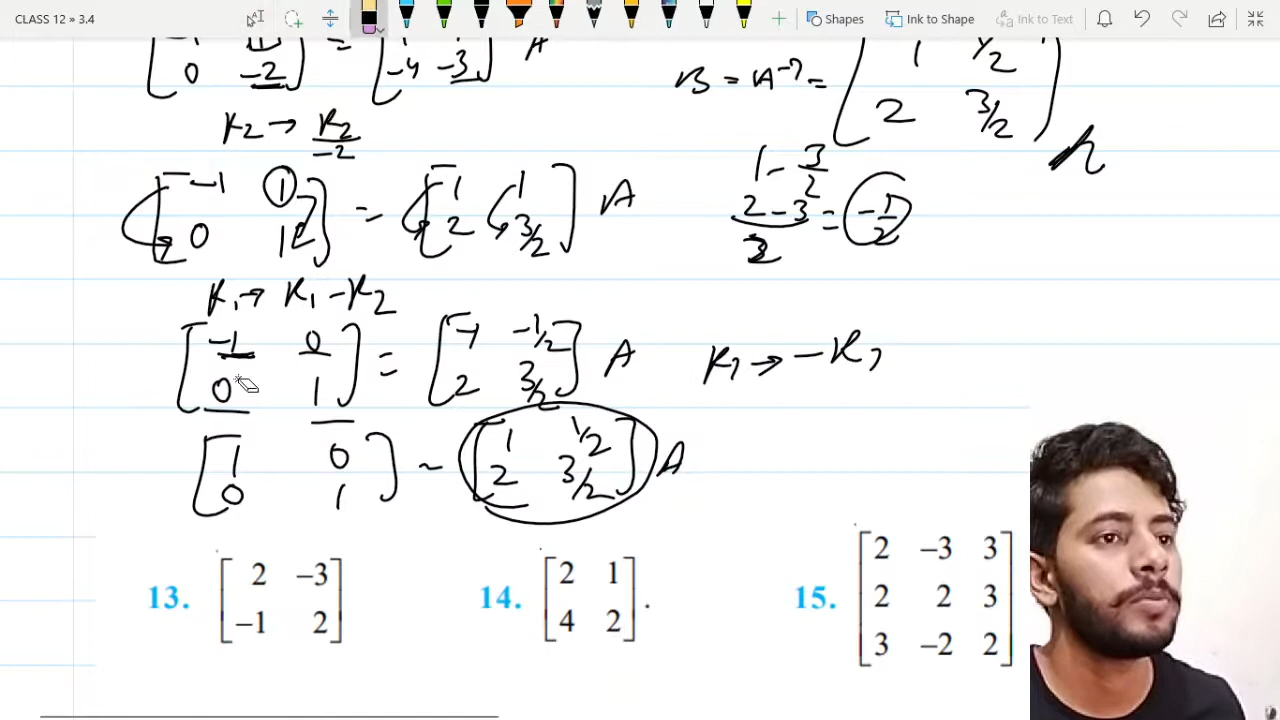 CLASS 12 » 3.4
Shapes
Ink to Shape
Ink to Text
0 -2 = -4 -3 A
B = A⁻¹ = 1 1/2
2 3/2
R2 → R2/-2
-1 1 = 1 A
0 1 2 3/2
1 - 3/2
2 - 3/2 = -1/2
R1 → R1 - R2
-1 0 = -1 -1/2 A R1 → -R1
0 1 2 3/2
1 0 ~ 1 1/2 A
0 1 2 3/2
13. [2 -3
-1 2]
14. [2 1
4 2].
15. [2 -3 3
2 2 3
3 -2 2]